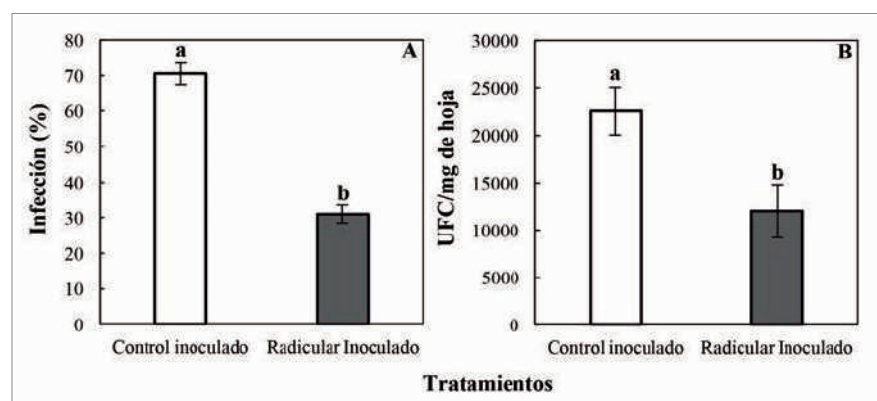 80
70
60
50
40
30
20
10
0
Infección (%)
a
b
A
Control inoculado
Radicular Inoculado
30000
25000
20000
15000
10000
5000
0
UFC/mg de hoja
a
b
B
Control inoculado
Radicular Inoculado
Tratamientos